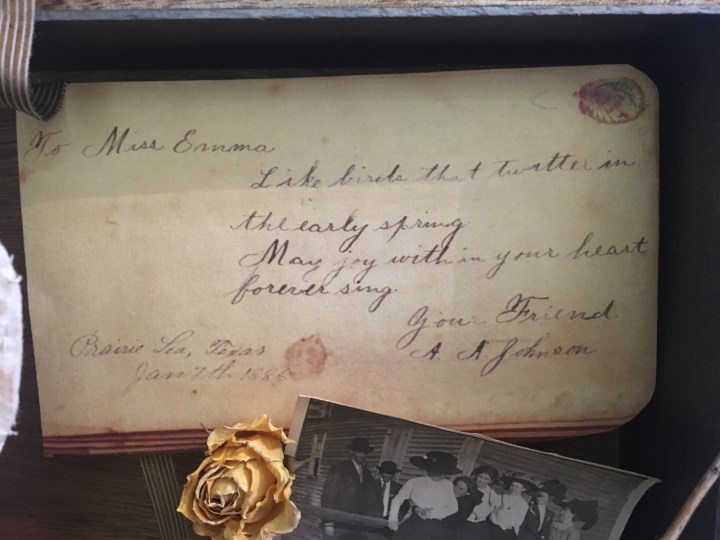 To Miss Emma
Like birds that twitter in
the early spring
May joy with in your heart
forever sing.
Your Friend
A. A Johnson
Prairie Lea, Texas
Jan 7th 1886